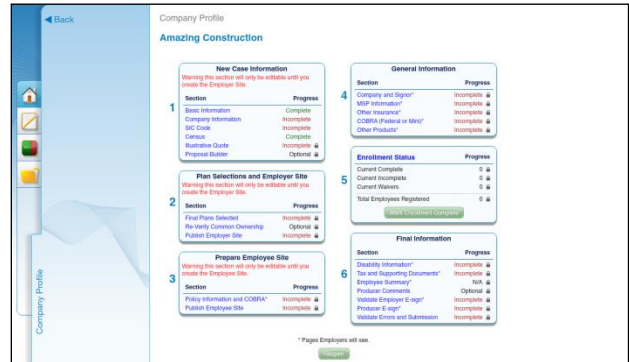 Back
Company Profile
Amazing Construction
1
New Case Information
Warning this section will only be editable until you
create the Employer Site.
Section Progress
Basic Information Complete
Company Information Incomplete
SIC Code Incomplete
Census Complete
Illustrative Quote Incomplete
Proposal Builder Optional
2
Plan Selections and Employer Site
Warning this section will only be editable until you
create the Employer Site.
Section Progress
Final Plans Selected Incomplete
Re-Verify Common Ownership Optional
Publish Employer Site Incomplete
3
Prepare Employee Site
Warning this section will only be editable until you
create the Employee Site.
Section Progress
Policy Information and COBRA* Incomplete
Publish Employee Site Incomplete
4
General Information
Section Progress
Company and Signor* Incomplete
MSP Information* Incomplete
Other Insurance* Incomplete
COBRA (Federal or Mini)* Incomplete
Other Products* Incomplete
5
Enrollment Status Progress
Current Complete 0
Current Incomplete 0
Current Waivers 0
Total Employees Registered 0
Mark Enrollment Complete
6
Final Information
Section Progress
Disability Information* Incomplete
Tax and Supporting Documents* Incomplete
Employee Summary* N/A
Producer Comments Optional
Validate Employer E-sign* Incomplete
Producer E-sign* Incomplete
Validate Errors and Submission Incomplete
* Pages Employers will see.
Reopen
Company Profile